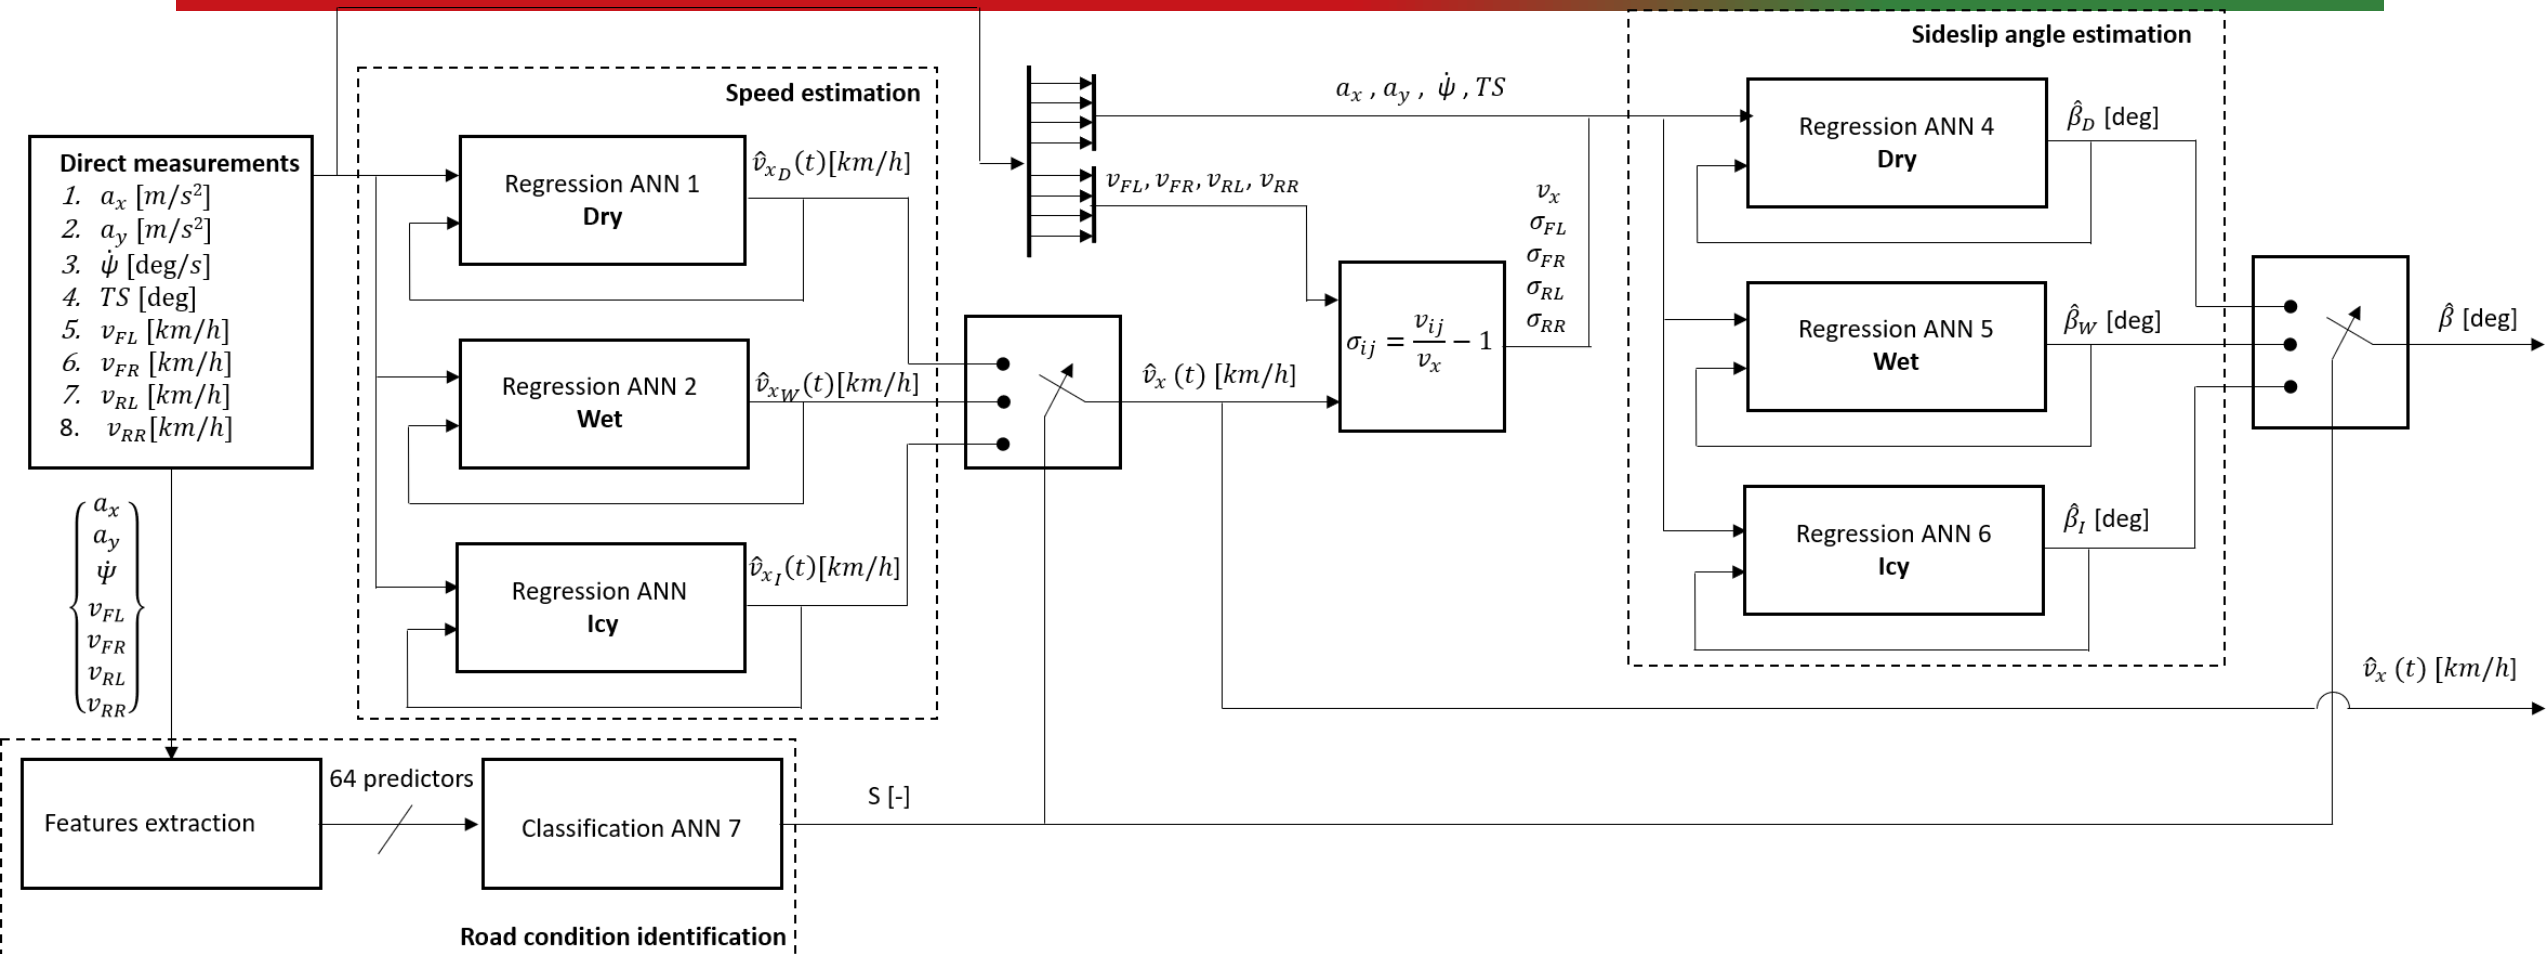 Direct measurements
1. a_x [m/s²]
2. a_y [m/s²]
3. ψ̇ [deg/s]
4. TS [deg]
5. v_FL [km/h]
6. v_FR [km/h]
7. v_RL [km/h]
8. v_RR[km/h]
a_x
a_y
ψ̇
v_FL
v_FR
v_RL
v_RR
Speed estimation
Regression ANN 1
Dry
v̂_x_D(t)[km/h]
Regression ANN 2
Wet
v̂_x_W(t)[km/h]
Regression ANN
Icy
v̂_x_I(t)[km/h]
Features extraction
64 predictors
Classification ANN 7
Road condition identification
S [-]
v̂_x (t) [km/h]
a_x , a_y , ψ̇ , TS
v_FL, v_FR, v_RL, v_RR
σ_ij = v_ij / v_x − 1
v_x
σ_FL
σ_FR
σ_RL
σ_RR
Sideslip angle estimation
Regression ANN 4
Dry
β̂_D [deg]
Regression ANN 5
Wet
β̂_W [deg]
Regression ANN 6
Icy
β̂_I [deg]
β̂ [deg]
v̂_x (t) [km/h]